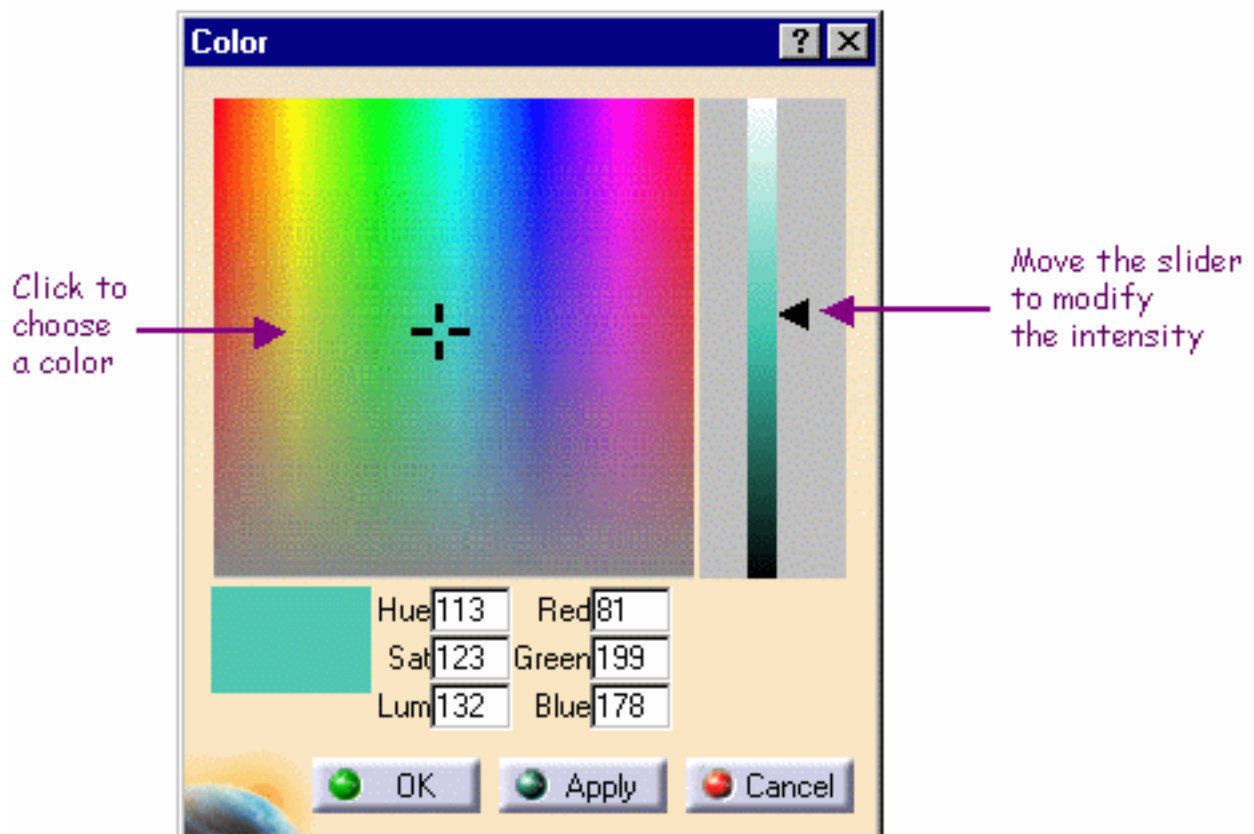 Color
Click to
choose
a color
Move the slider
to modify
the intensity
Hue 113 Red 81
Sat 123 Green 199
Lum 132 Blue 178
OK Apply Cancel